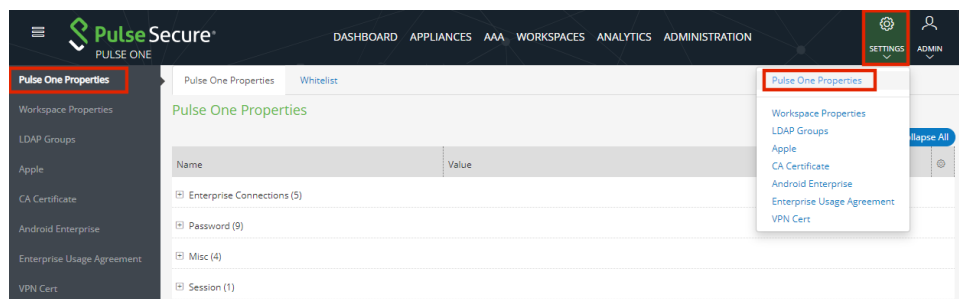 Pulse Secure®
PULSE ONE
DASHBOARD APPLIANCES AAA WORKSPACES ANALYTICS ADMINISTRATION
SETTINGS
ADMIN
Pulse One Properties
Workspace Properties
LDAP Groups
Apple
CA Certificate
Android Enterprise
Enterprise Usage Agreement
VPN Cert
Pulse One Properties Whitelist
Pulse One Properties
llapse All
Name Value
Enterprise Connections (5)
Password (9)
Misc (4)
Session (1)
Pulse One Properties
Workspace Properties
LDAP Groups
Apple
CA Certificate
Android Enterprise
Enterprise Usage Agreement
VPN Cert